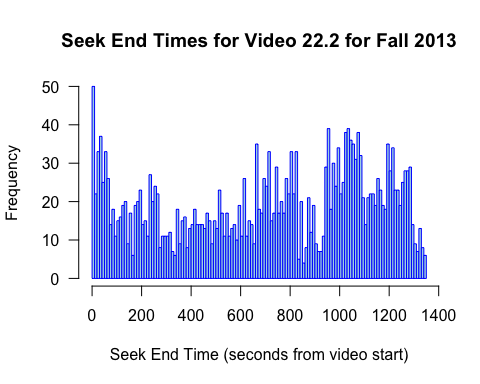 Seek End Times for Video 22.2 for Fall 2013
Frequency
50
40
30
20
10
0
0 200 400 600 800 1000 1200 1400
Seek End Time (seconds from video start)